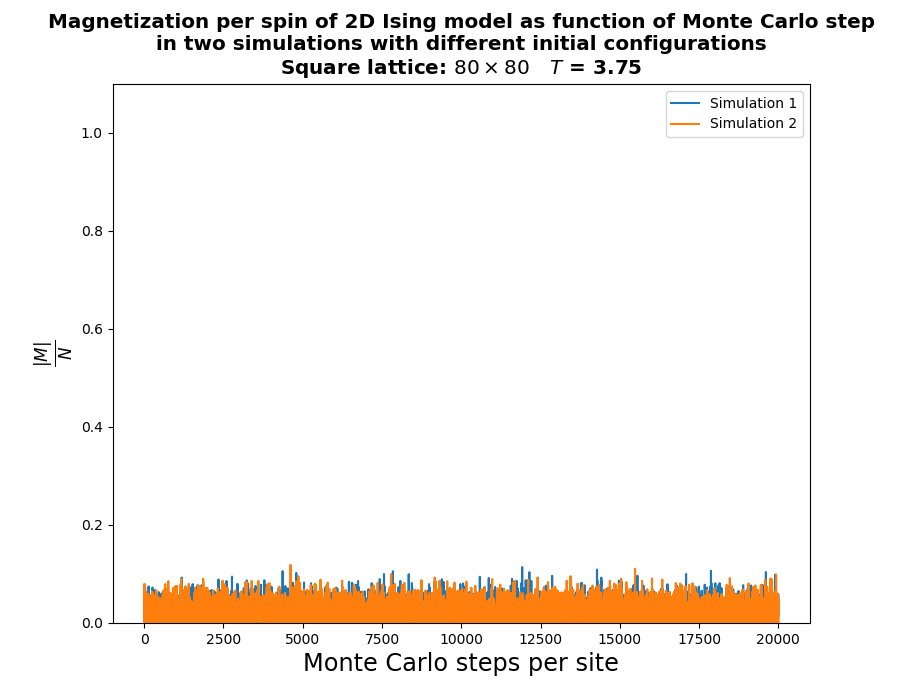 Magnetization per spin of 2D Ising model as function of Monte Carlo step
in two simulations with different initial configurations
Square lattice: 80 × 80 T = 3.75
Simulation 1
Simulation 2
1.0
0.8
0.6
0.4
0.2
0.0
|M|
N
0 2500 5000 7500 10000 12500 15000 17500 20000
Monte Carlo steps per site